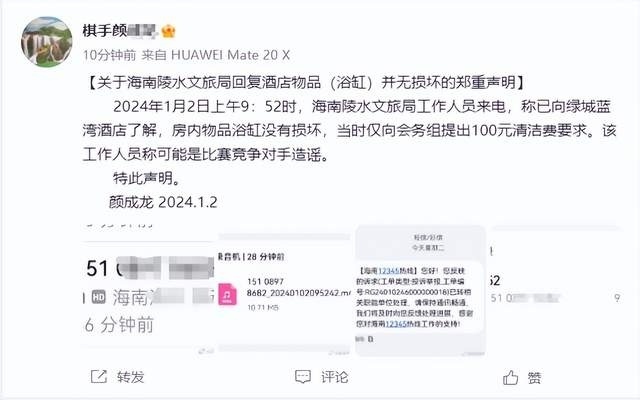 棋手颜
10分钟前 来自 HUAWEI Mate 20 X
【关于海南陵水文旅局回复酒店物品（浴缸）并无损坏的郑重声明】
2024年1月2日上午9：52时，海南陵水文旅局工作人员来电，称已向绿城蓝
湾酒店了解，房内物品浴缸没有损坏，当时仅向会务组提出100元清洁费要求。该
工作人员称可能是比赛竞争对手造谣。
特此声明。
颜成龙 2024.1.2
51 0
HD 海南
6 分钟前
录音机 | 28 分钟前
151 0897
8682_20240102095242.m
10.71 MB
短信/彩信
今天 星期二
【海南12345热线】您好！您反映
的诉求(工单类型:投诉举报,工单编
号:RG24010246000000018)已转相
关职能单位处理，请保持通话畅通，
我们将及时向您反馈处理进展，感谢
您对海南12345热线工作的支持！
52
151 0
转发
评论
赞